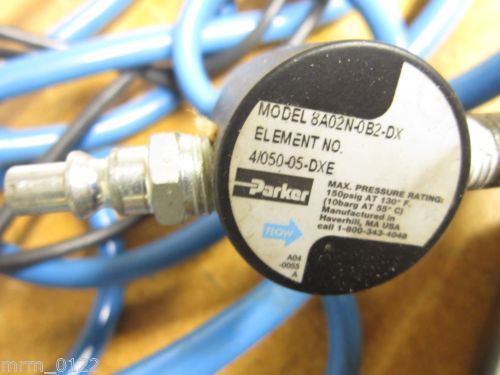 MODEL 8A02N-0B2-DX
ELEMENT NO.
4/050-05-DXE
Parker
MAX. PRESSURE RATING:
150psig AT 130° F.
(10barg AT 55° C)
Manufactured in
Haverhill, MA USA
call 1-800-343-4048
FLOW
A04
-0055
A
mrm_0122